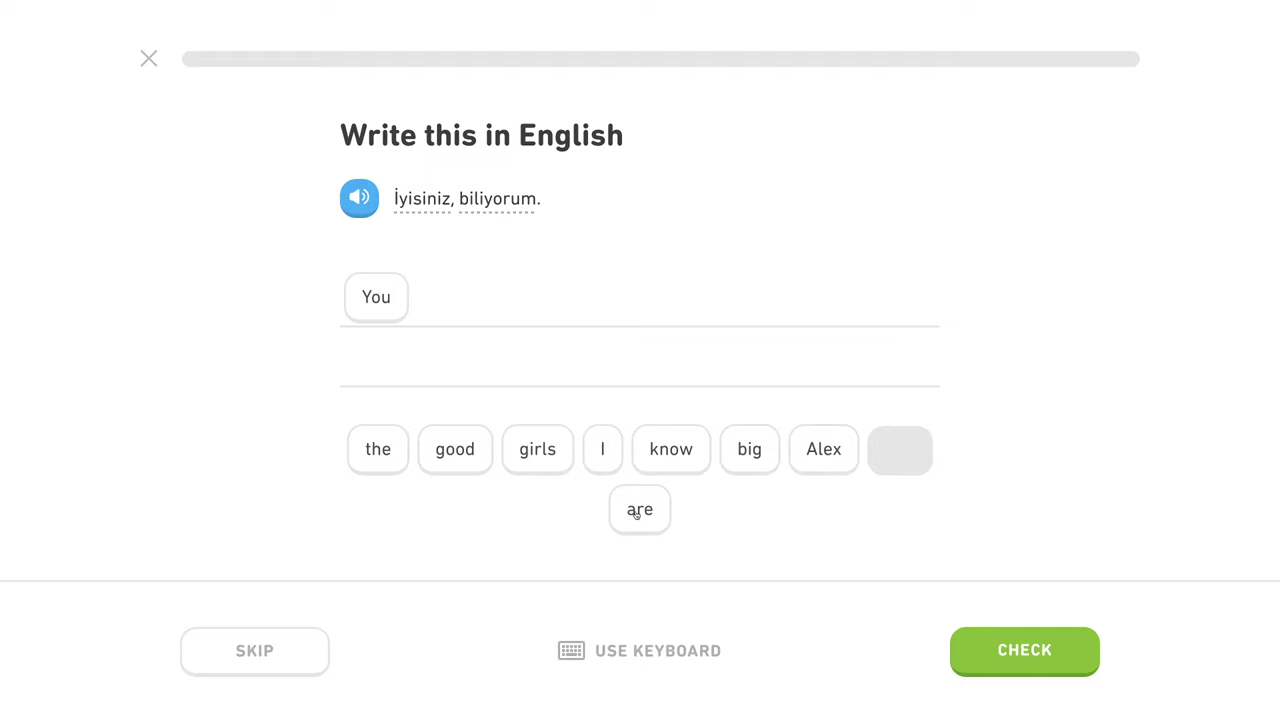 Write this in English
İyisiniz, biliyorum.
You
the good girls I know big Alex
are
SKIP USE KEYBOARD CHECK